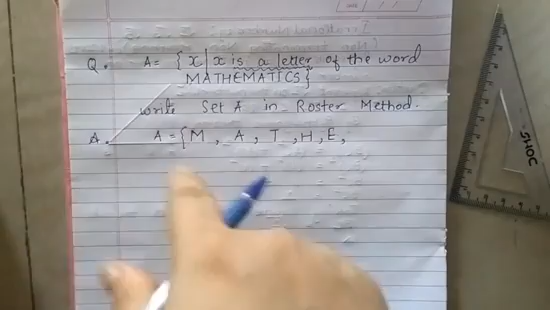 Q. A = {x | x is a letter of the word
MATHEMATICS}
write Set A in Roster Method.
A. A = {M, A, T, H, E,